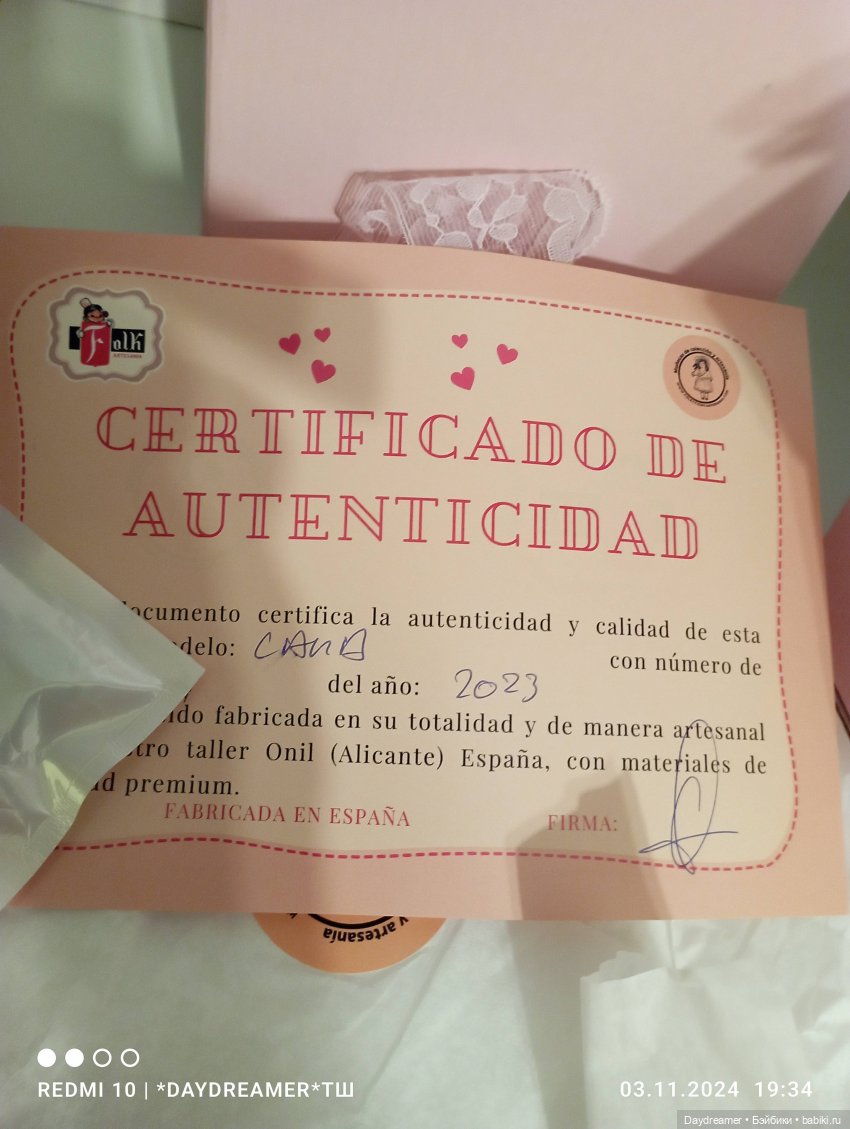 Folk
ARTESANIA
CERTIFICADO DE
AUTENTICIDAD
documento certifica la autenticidad y calidad de esta
delo: con número de
del año: 2023
ido fabricada en su totalidad y de manera artesanal
tro taller Onil (Alicante) España, con materiales de
ad premium.
FABRICADA EN ESPAÑA
FIRMA:
y artesanía
REDMI 10 | *DAYDREAMER*ТШ
03.11.2024 19:34
Daydreamer • Бэйбики • babiki.ru